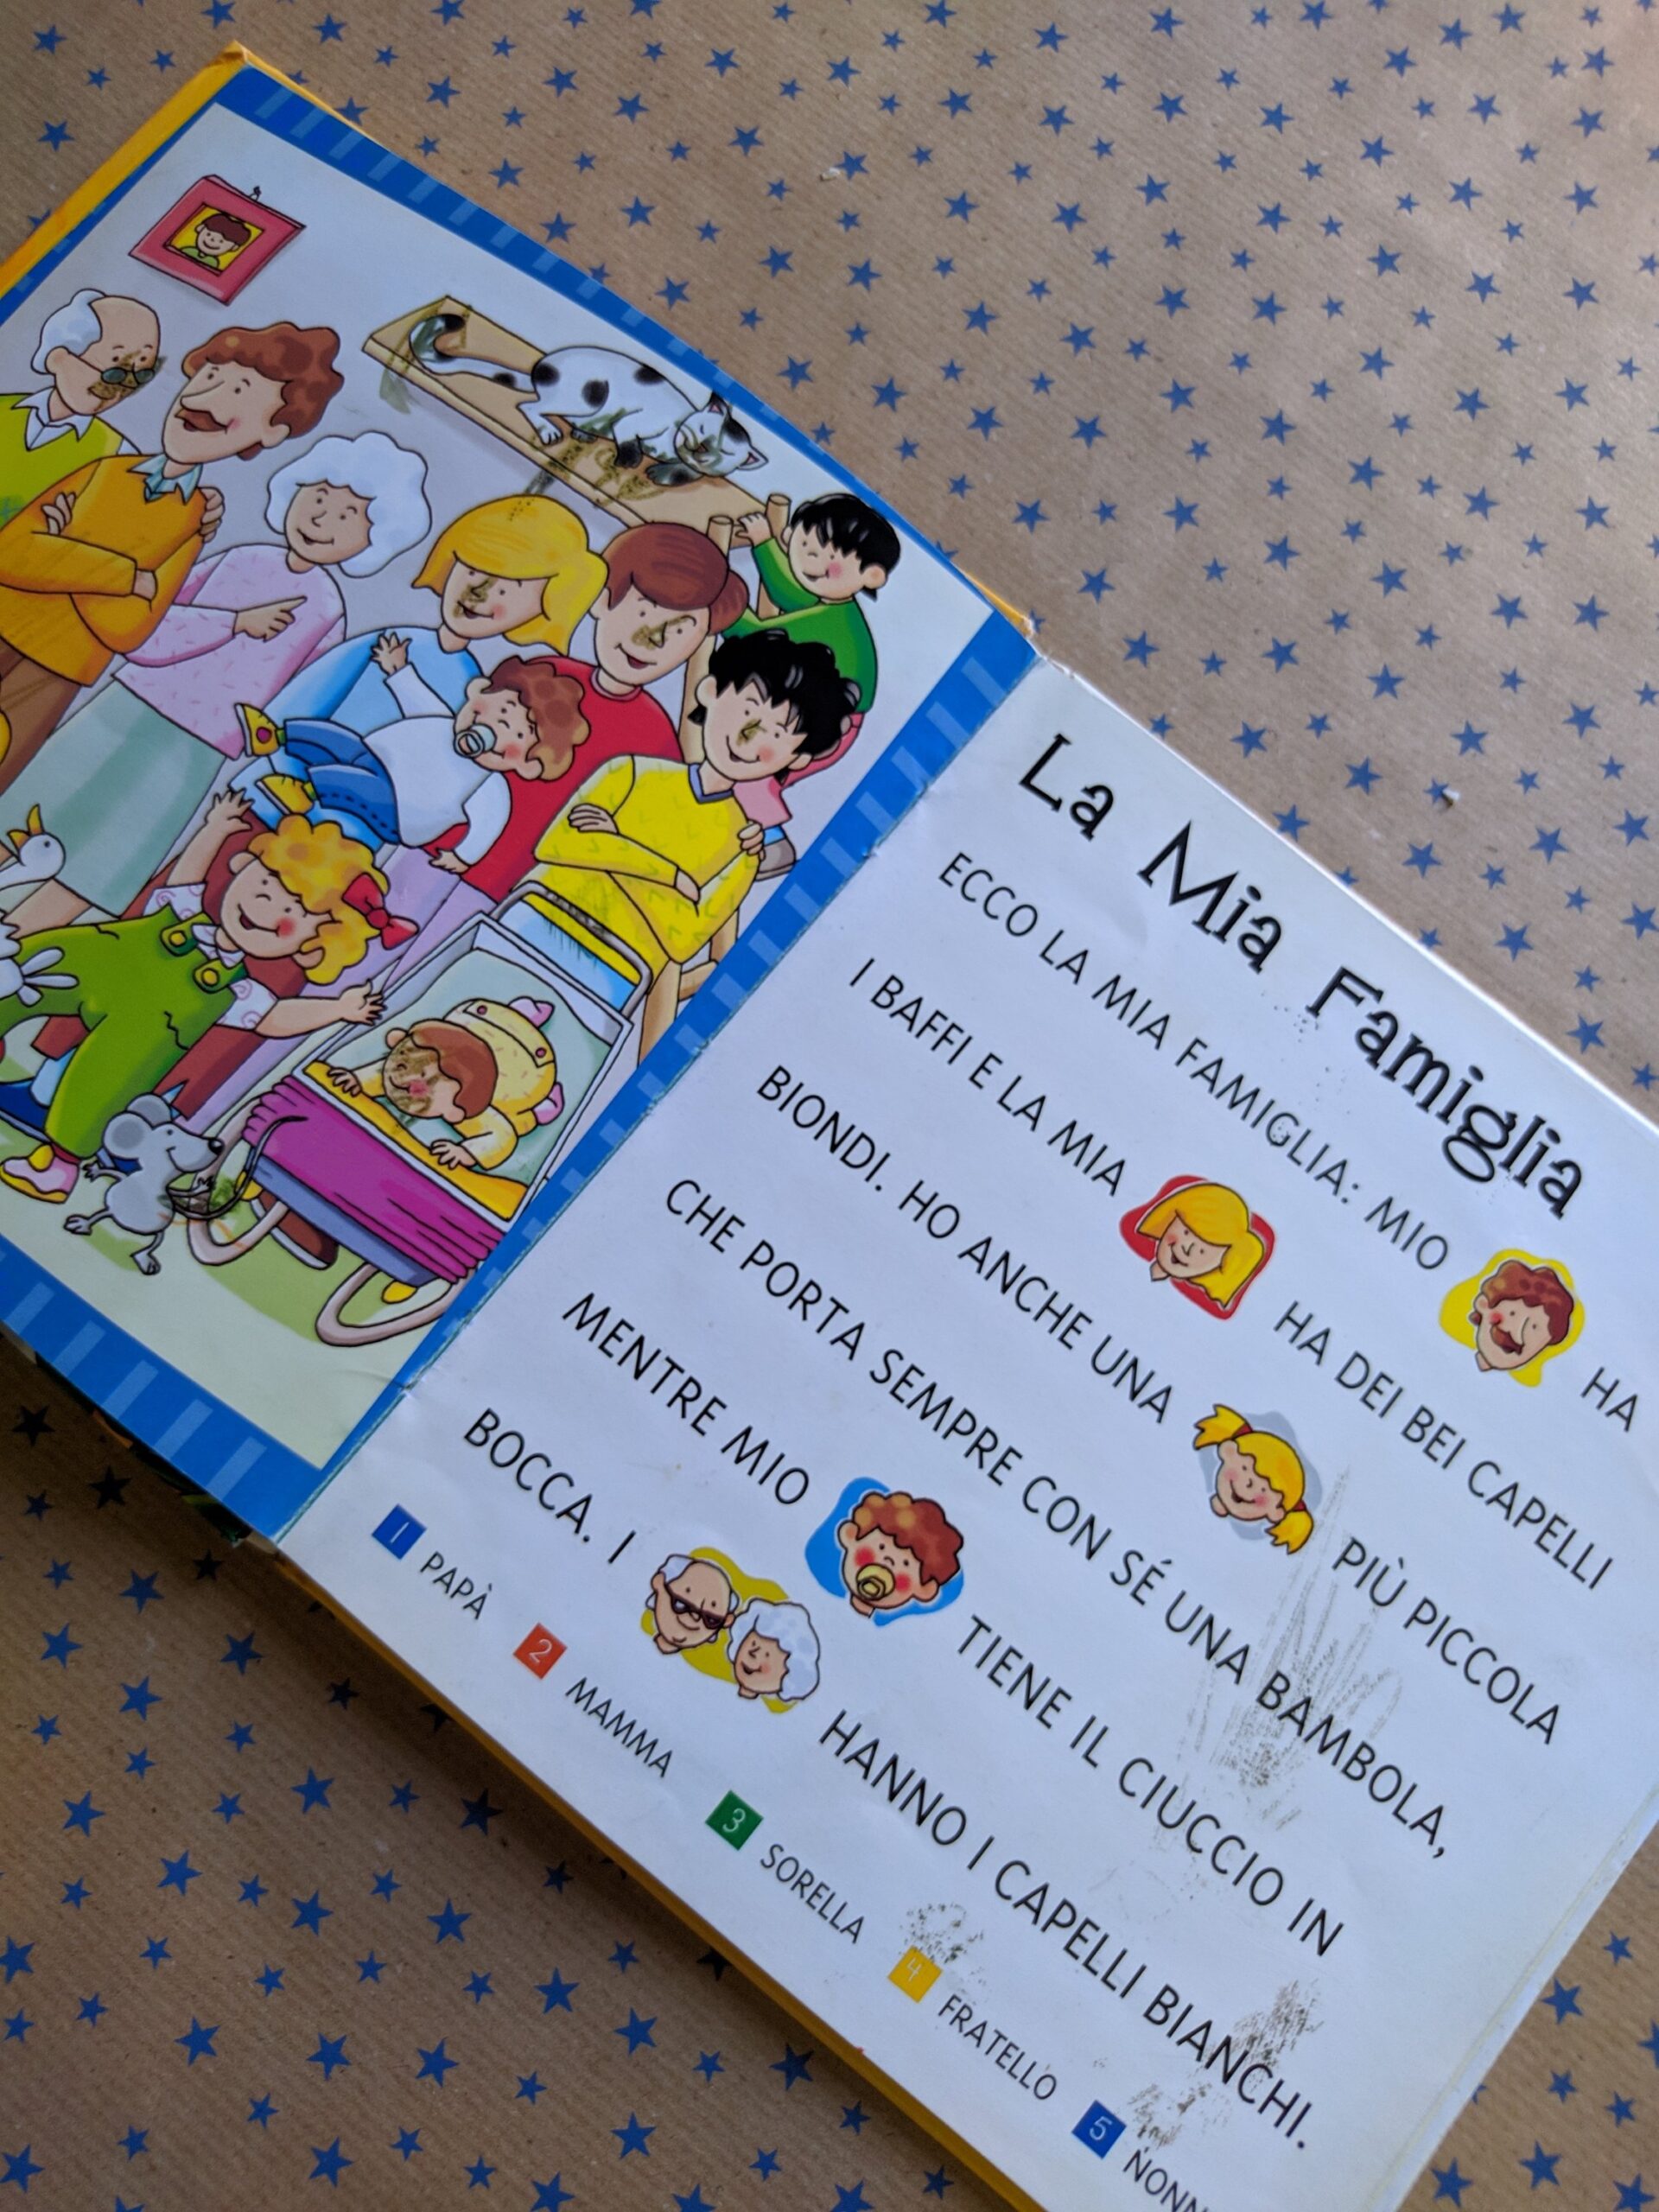 La Mia Famiglia
ECCO LA MIA FAMIGLIA: MIO HA
I BAFFI E LA MIA HA DEI BEI CAPELLI
BIONDI. HO ANCHE UNA PIÙ PICCOLA
CHE PORTA SEMPRE CON SÉ UNA BAMBOLA,
MENTRE MIO TIENE IL CIUCCIO IN
BOCCA. I HANNO I CAPELLI BIANCHI.
1 PAPÀ 2 MAMMA 3 SORELLA 4 FRATELLO 5 NONN